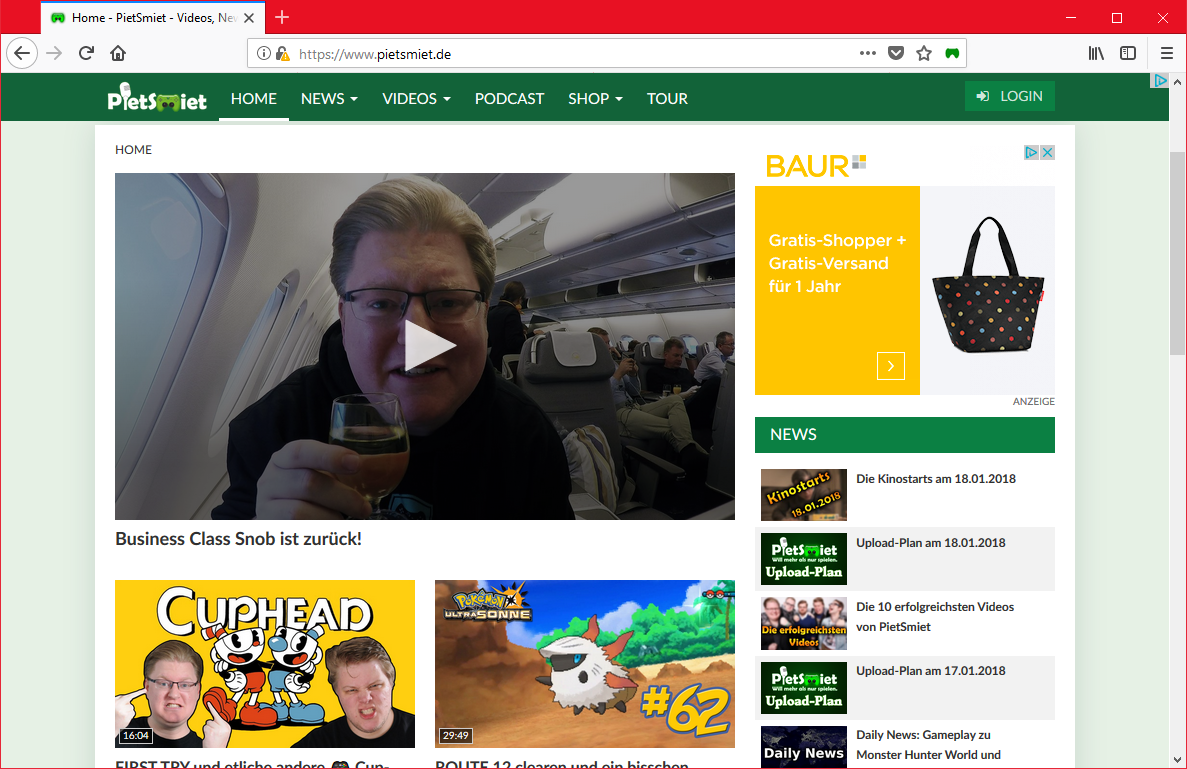 Home - PietSmiet - Videos, New
https://www.pietsmiet.de
PietSmiet
HOME
NEWS
VIDEOS
PODCAST
SHOP
TOUR
LOGIN
HOME
Business Class Snob ist zurück!
CUPHEAD
16:04
FIRST TRY und etliche andere 🎮 Cup-
POKÉMON
ULTRASONNE
#62
29:49
ROUTE 12 clearen und ein bisschen
BAUR
Gratis-Shopper +
Gratis-Versand
für 1 Jahr
ANZEIGE
NEWS
Kinostarts
18.01.2018
Die Kinostarts am 18.01.2018
PietSmiet
Will mehr als nur spielen.
Upload-Plan
Upload-Plan am 18.01.2018
Die erfolgreichsten
Videos
Die 10 erfolgreichsten Videos
von PietSmiet
PietSmiet
Will mehr als nur spielen.
Upload-Plan
Upload-Plan am 17.01.2018
Daily News
Daily News: Gameplay zu
Monster Hunter World und